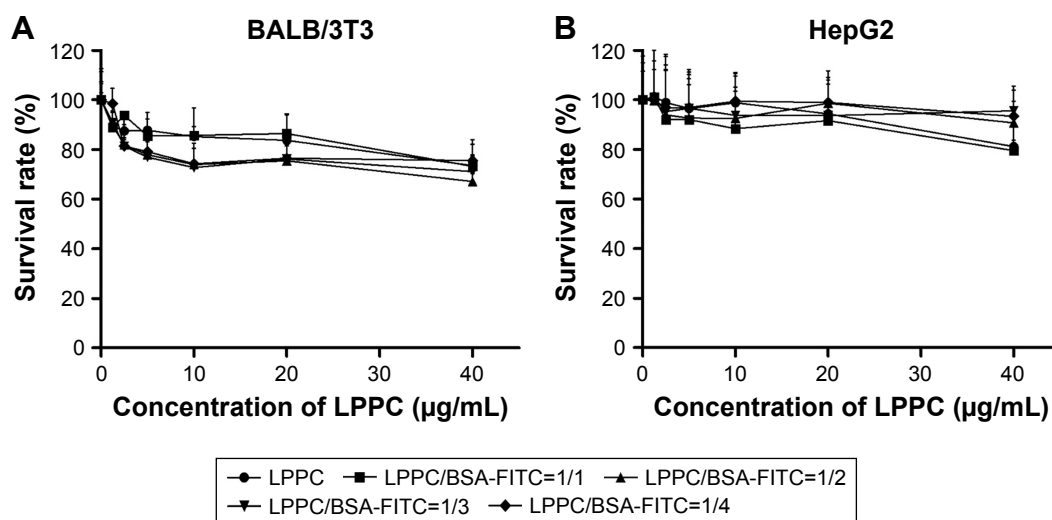 A
BALB/3T3
120
100
80
60
40
20
0
0 10 20 30 40
Survival rate (%)
Concentration of LPPC (µg/mL)
B
HepG2
120
100
80
60
40
20
0
0 10 20 30 40
Survival rate (%)
Concentration of LPPC (µg/mL)
LPPC LPPC/BSA-FITC=1/1 LPPC/BSA-FITC=1/2
LPPC/BSA-FITC=1/3 LPPC/BSA-FITC=1/4